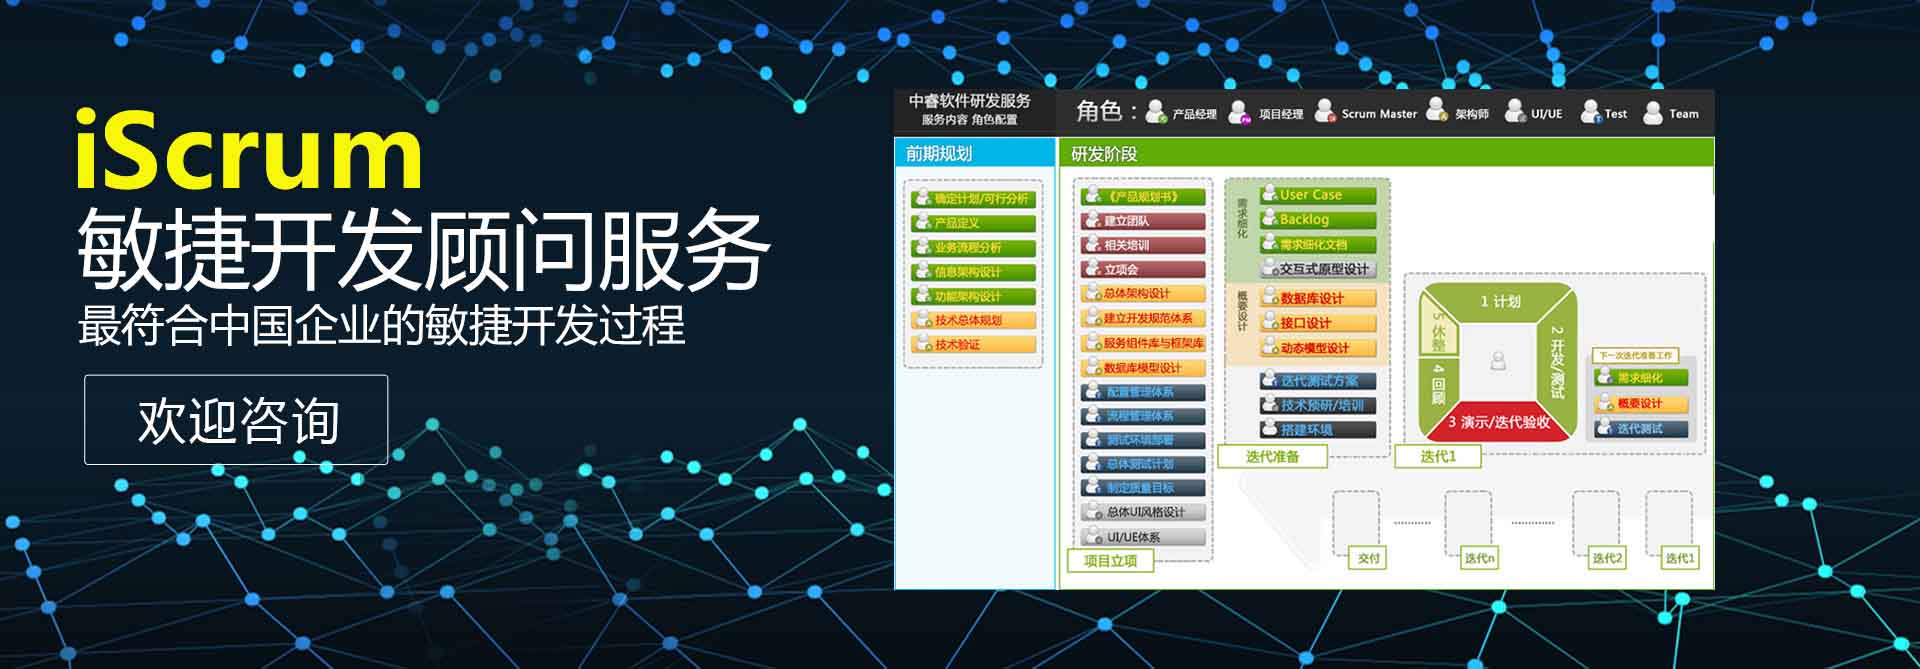 iScrum
敏捷开发顾问服务
最符合中国企业的敏捷开发过程
欢迎咨询
中睿软件研发服务
服务内容 角色配置
角色：
产品经理
项目经理
Scrum Master
架构师
UI/UE
Test
Team
前期规划
确定计划/可行分析
产品定义
业务流程分析
信息架构设计
功能架构设计
技术总体规划
技术验证
研发阶段
《产品规划书》
建立团队
相关培训
立项会
总体架构设计
建立开发规范体系
服务组件库与框架库
数据库模型设计
配置管理体系
流程管理体系
测试环境部署
总体测试计划
制定质量目标
总体UI风格设计
UI/UE体系
项目立项
需求细化
User Case
Backlog
需求细化文档
交互式原型设计
概要设计
数据库设计
接口设计
动态模型设计
迭代测试方案
技术预研/培训
搭建环境
迭代准备
1 计划
2 开发/测试
3 演示/迭代验收
4 回顾
5 休整
下一次迭代准备工作
需求细化
概要设计
迭代测试
迭代1
交付
迭代n
迭代2
迭代1